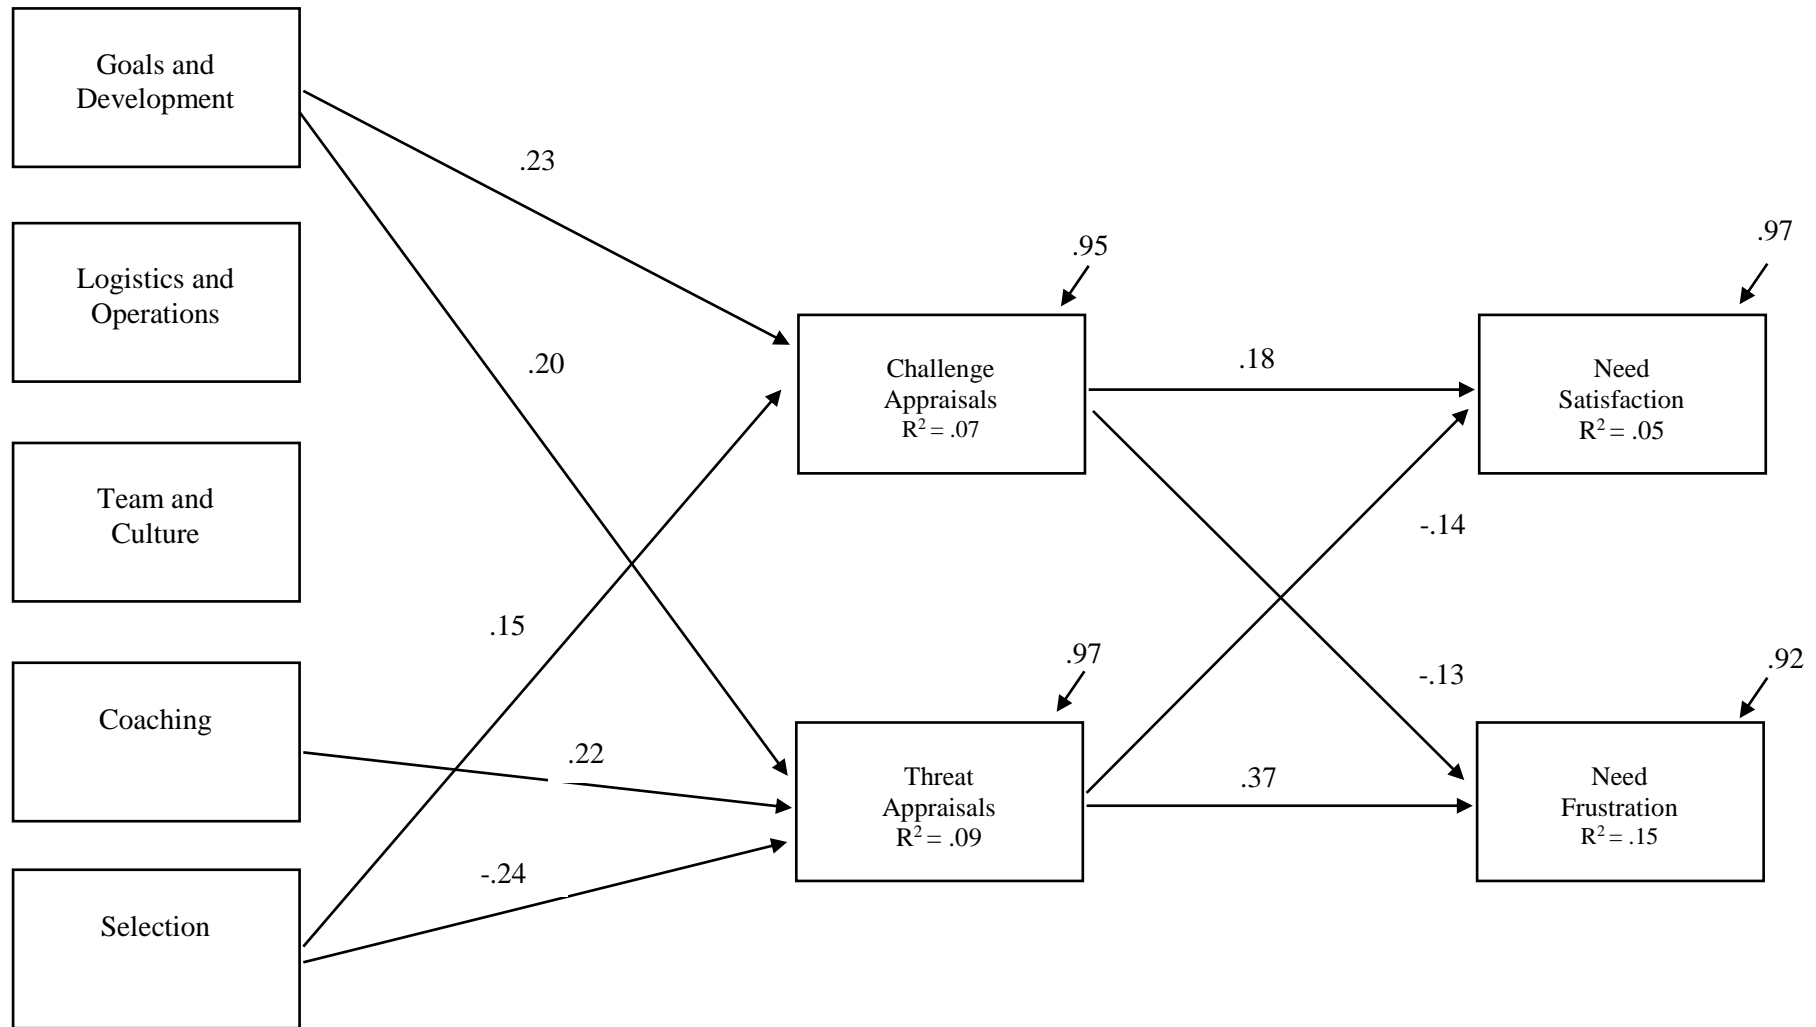 Goals and
Development
.23
Logistics and
Operations
.95
.97
.20
.18
Challenge
Appraisals
R² = .07
Need
Satisfaction
R² = .05
Team and
Culture
-.14
.15
.97
.92
-.13
Coaching
.22
Threat
Appraisals
R² = .09
.37
Need
Frustration
R² = .15
-.24
Selection